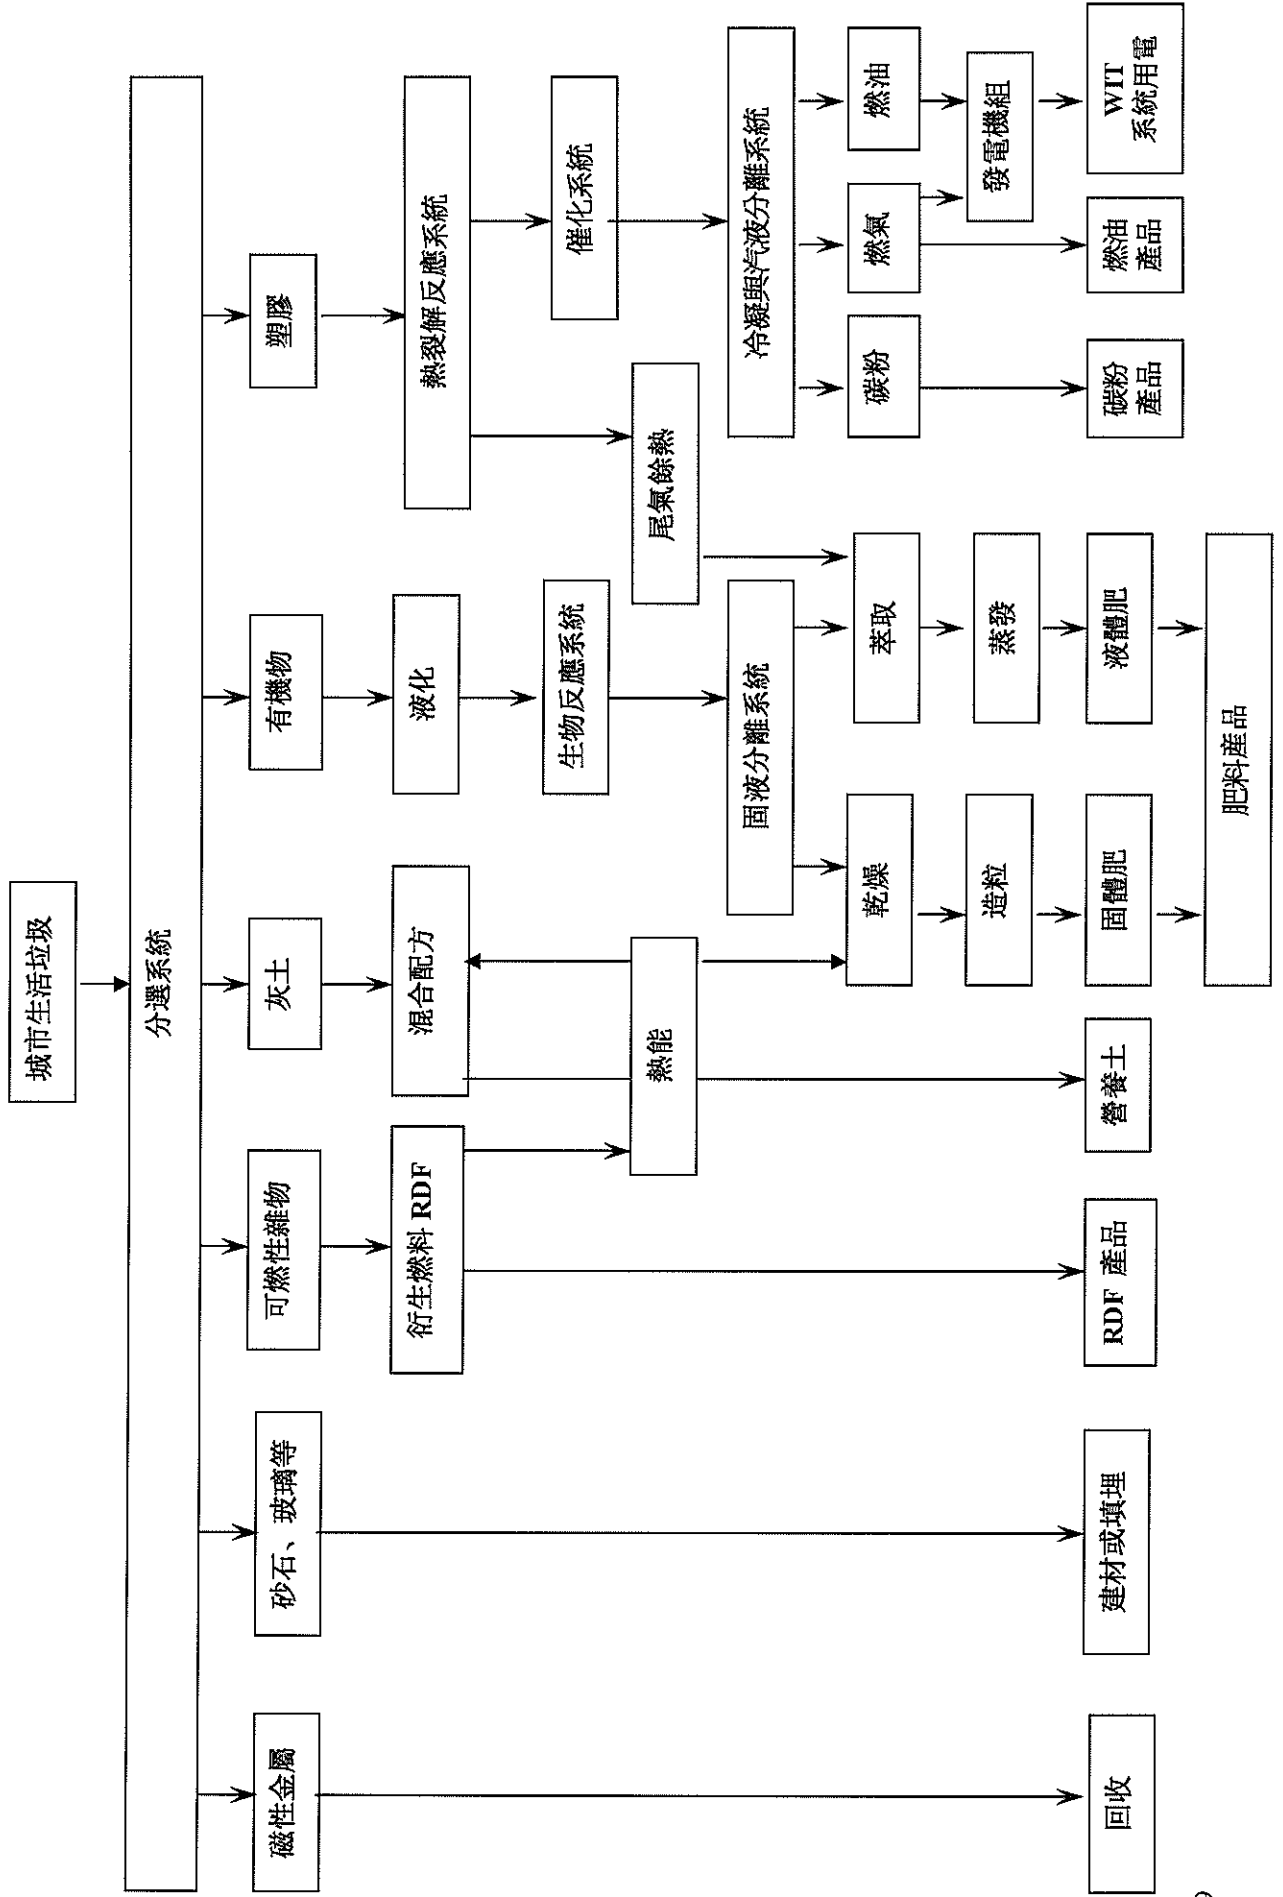 城市生活垃圾
分選系統
磁性金屬
砂石、玻璃等
可燃性雜物
灰土
有機物
塑膠
衍生燃料 RDF
混合配方
液化
熱裂解反應系統
生物反應系統
催化系統
熱能
尾氣餘熱
固液分離系統
冷凝與汽液分離系統
乾燥
萃取
碳粉
燃氣
燃油
造粒
蒸發
發電機組
回收
建材或填埋
RDF 產品
營養土
固體肥
液體肥
碳粉
產品
燃油
產品
WIT
系統用電
肥料產品